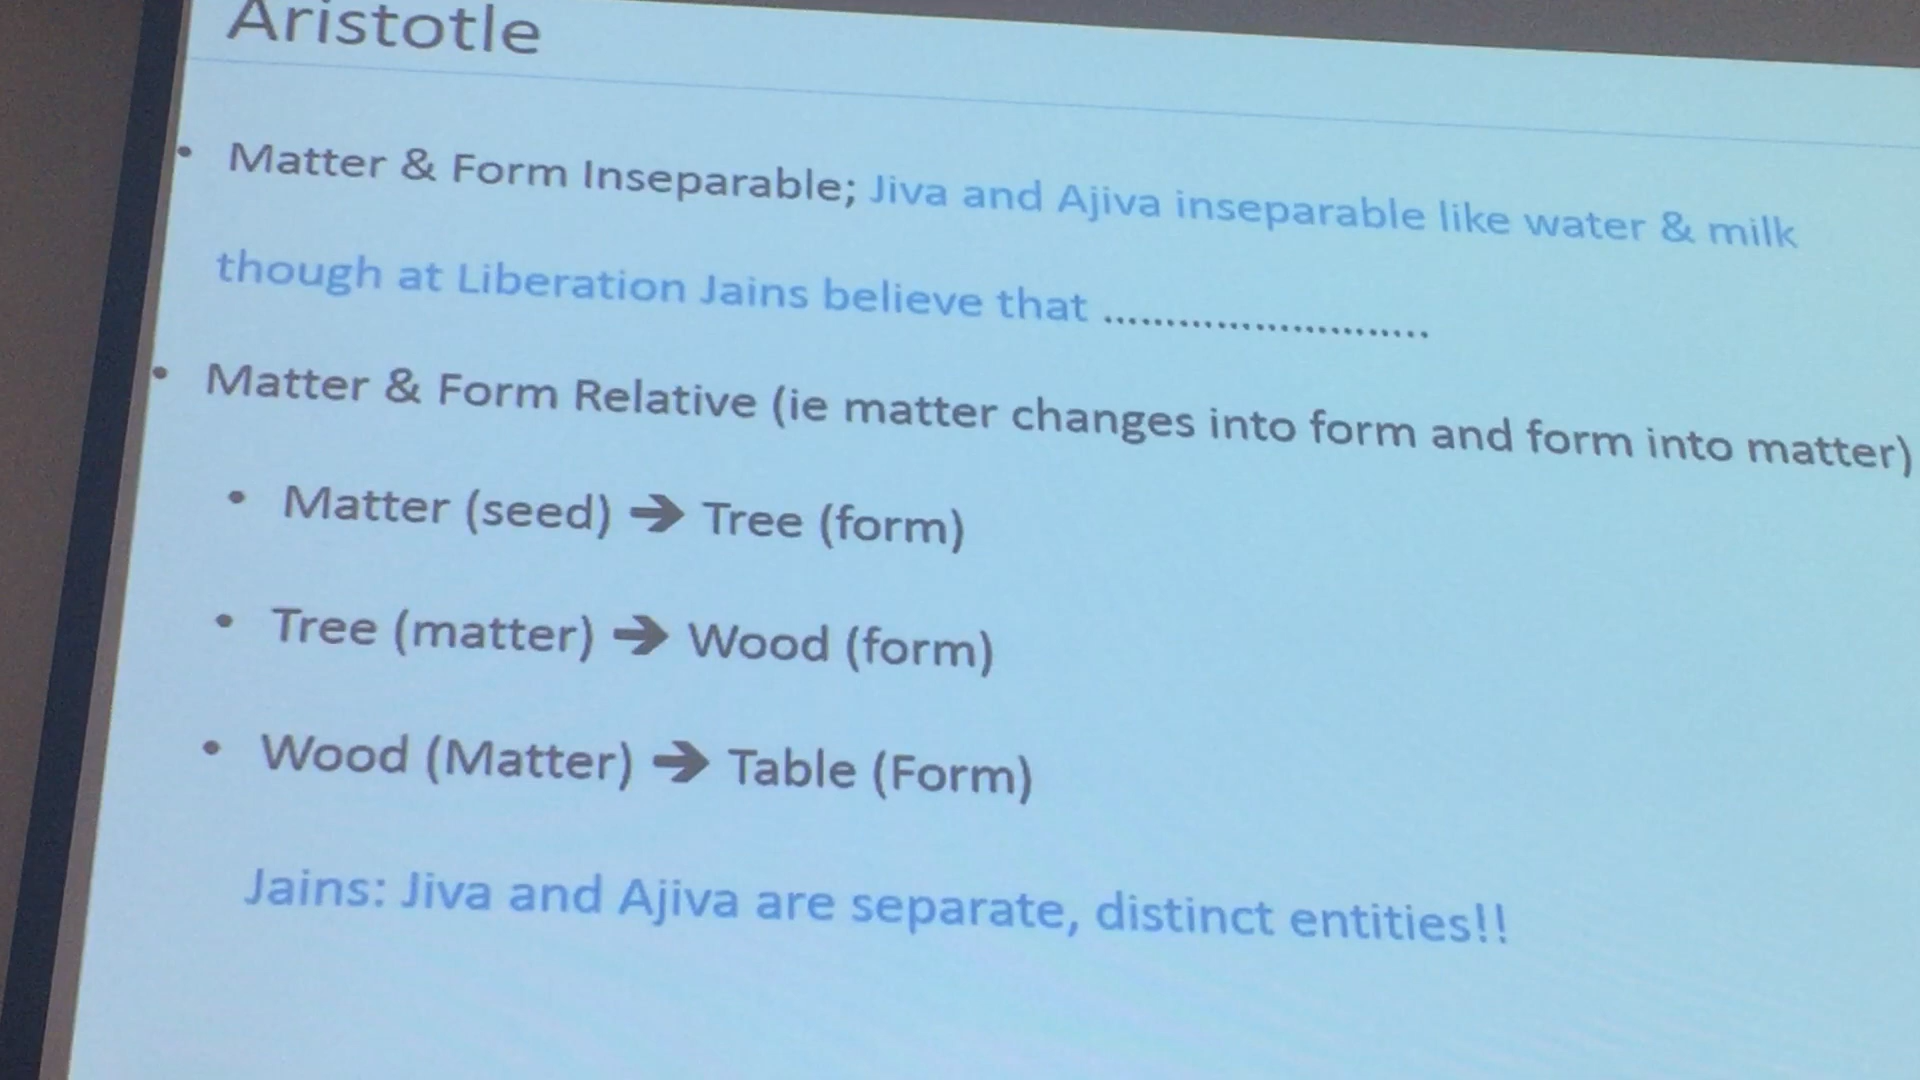 Aristotle
• Matter & Form Inseparable; Jiva and Ajiva inseparable like water & milk
though at Liberation Jains believe that ..........................
• Matter & Form Relative (ie matter changes into form and form into matter)
• Matter (seed) ➔ Tree (form)
• Tree (matter) ➔ Wood (form)
• Wood (Matter) ➔ Table (Form)
Jains: Jiva and Ajiva are separate, distinct entities!!